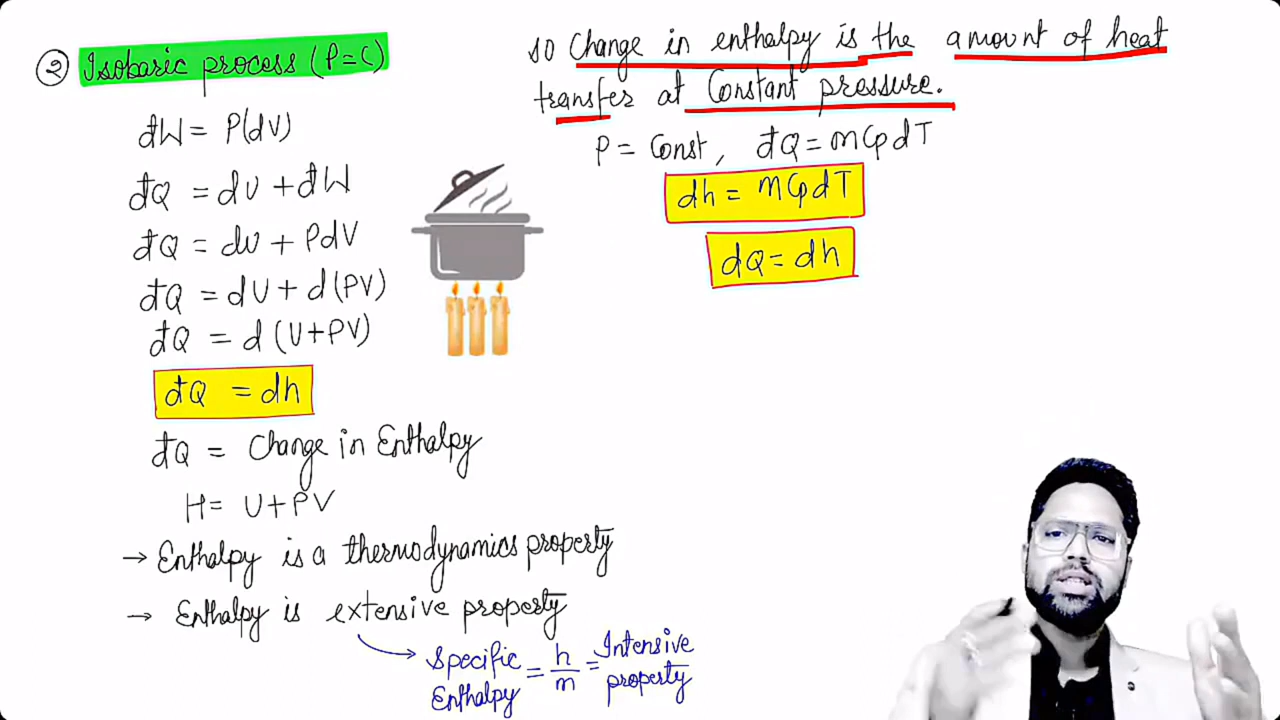 ② Isobaric process (P=C)
đW = P(dV)
đQ = dU + đW
đQ = dU + PdV
đQ = dU + d(PV)
đQ = d (U+PV)
đQ = dh
đQ = Change in Enthalpy
H = U+PV
→ Enthalpy is a thermodynamics property
→ Enthalpy is extensive property
Specific Enthalpy = h/m = Intensive property
so Change in enthalpy is the amount of heat
transfer at Constant pressure.
P = Const, đQ = mCpdT
dh = mCpdT
dQ = dh